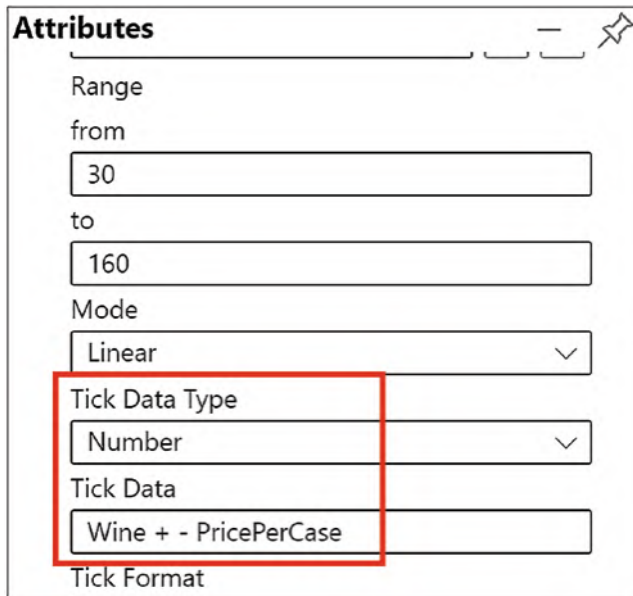 Attributes
Range
from
30
to
160
Mode
Linear
Tick Data Type
Number
Tick Data
Wine + - PricePerCase
Tick Format